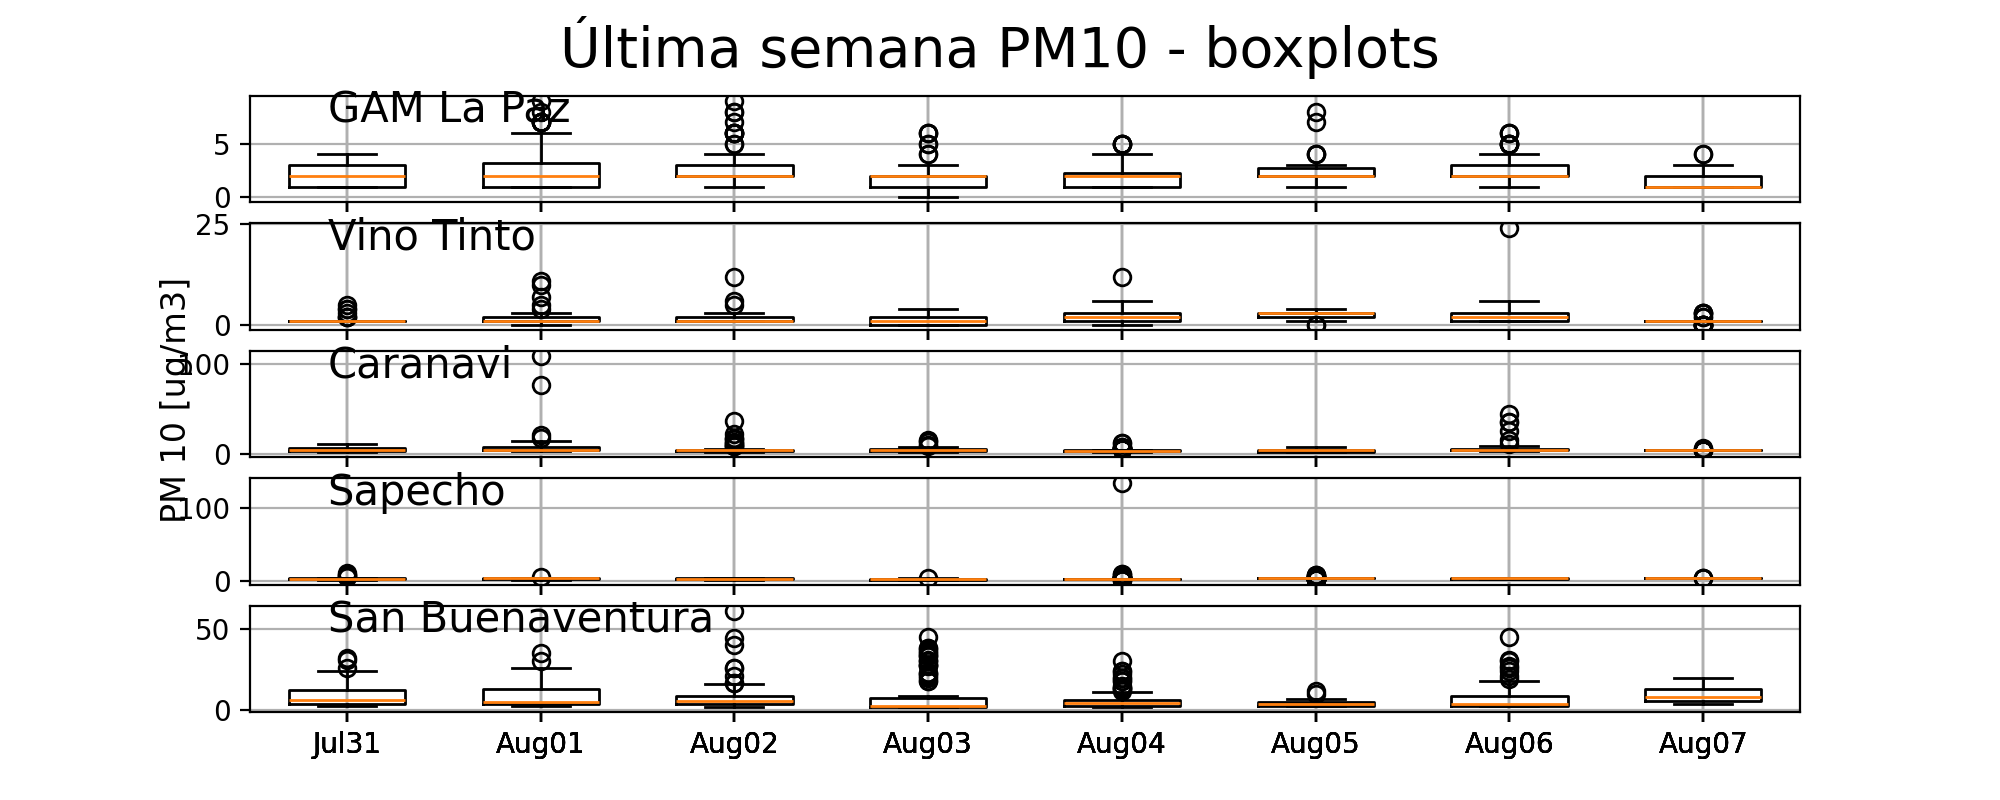 Última semana PM10 - boxplots
GAM La Paz
5
0
Vino Tinto
25
0
PM 10 [ug/m3]
Caranavi
100
0
Sapecho
100
0
San Buenaventura
50
0
Jul31 Aug01 Aug02 Aug03 Aug04 Aug05 Aug06 Aug07